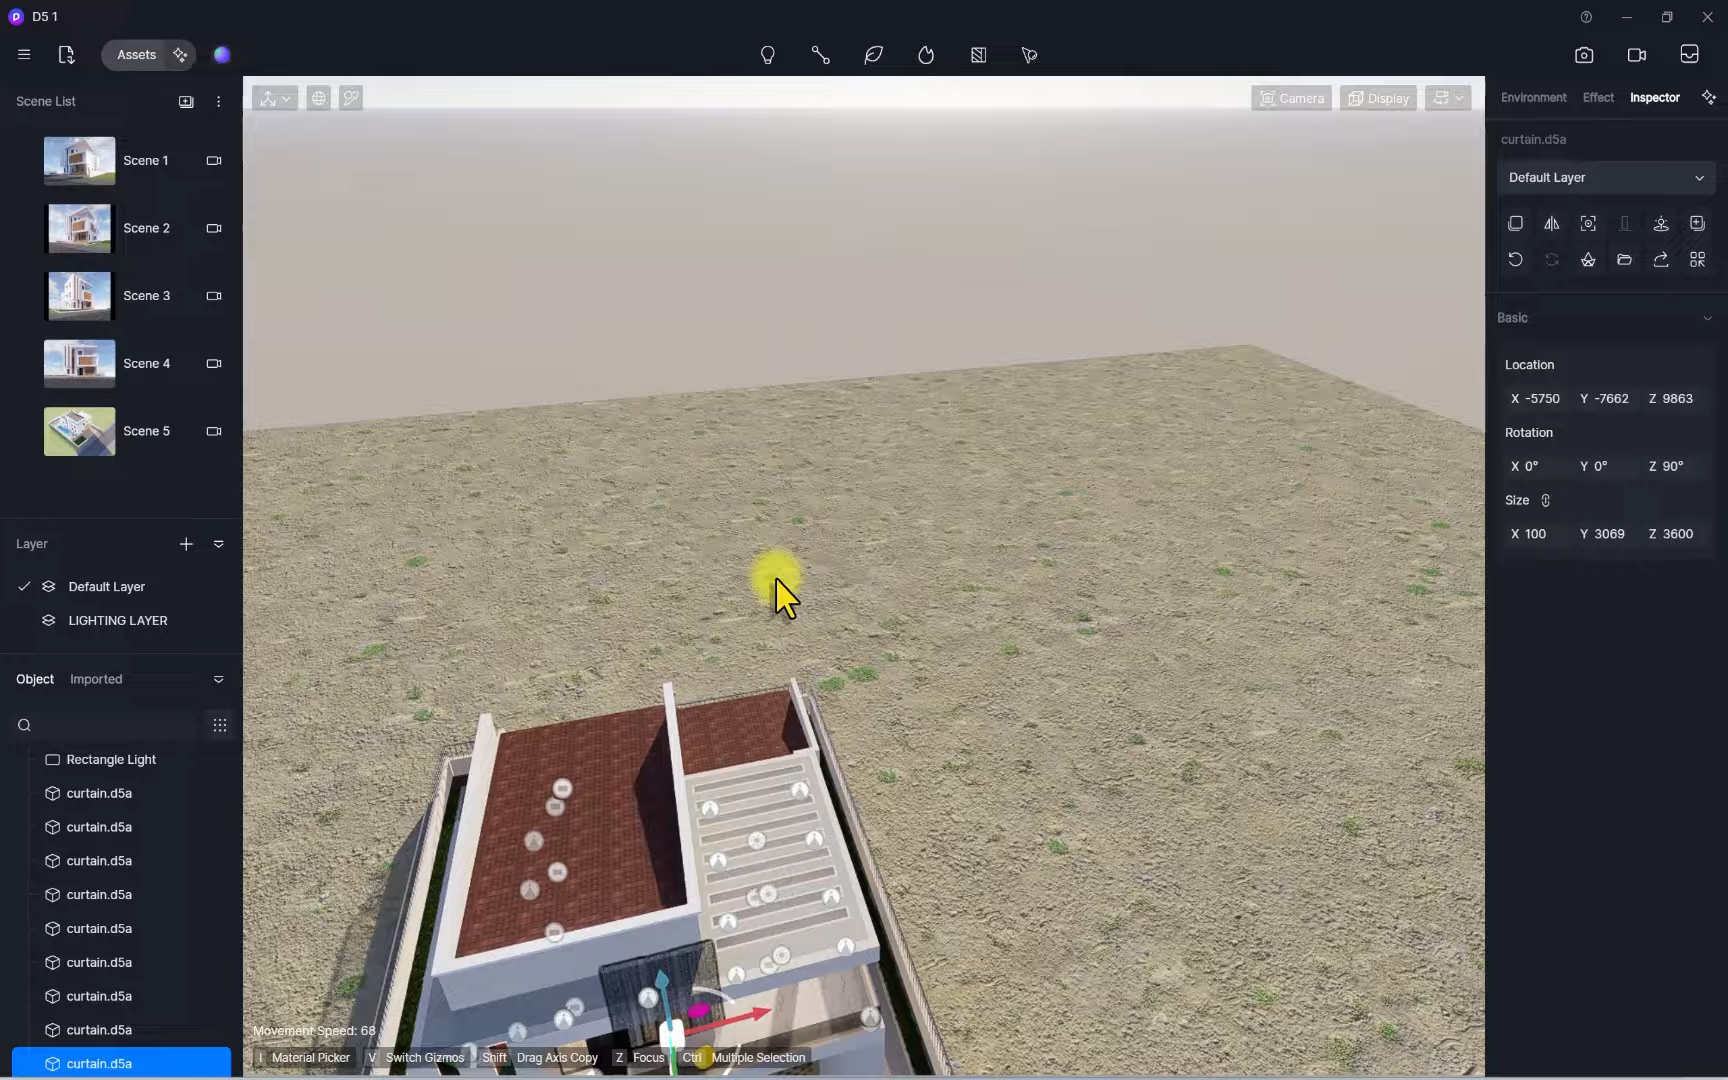 D5 1
Assets
Scene List
Camera
Display
Environment
Effect
Inspector
curtain.d5a
Default Layer
Scene 1
Scene 2
Scene 3
Scene 4
Scene 5
Basic
Location
X -5750 Y -7662 Z 9863
Rotation
X 0° Y 0° Z 90°
Size
X 100 Y 3069 Z 3600
Layer
Default Layer
LIGHTING LAYER
Object Imported
Rectangle Light
curtain.d5a
curtain.d5a
curtain.d5a
curtain.d5a
curtain.d5a
curtain.d5a
curtain.d5a
curtain.d5a
curtain.d5a
Movement Speed: 68
I Material Picker V Switch Gizmos Shift Drag Axis Copy Z Focus Ctrl Multiple Selection